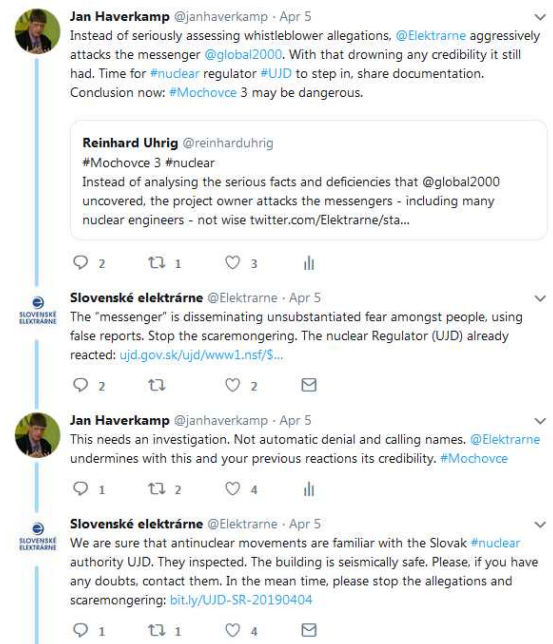 Jan Haverkamp @janhaverkamp · Apr 5
Instead of seriously assessing whistleblower allegations, @Elektrarne aggressively
attacks the messenger @global2000. With that drowning any credibility it still
had. Time for #nuclear regulator #UJD to step in, share documentation.
Conclusion now: #Mochovce 3 may be dangerous.
Reinhard Uhrig @reinharduhrig
#Mochovce 3 #nuclear
Instead of analysing the serious facts and deficiencies that @global2000
uncovered, the project owner attacks the messengers - including many
nuclear engineers - not wise twitter.com/Elektrarne/sta...
2 1 3
SLOVENSKÉ
ELEKTRÁRNE
Slovenské elektrárne @Elektrarne · Apr 5
The "messenger" is disseminating unsubstantiated fear amongst people, using
false reports. Stop the scaremongering. The nuclear Regulator (UJD) already
reacted: ujd.gov.sk/ujd/www1.nsf/$...
2 2
Jan Haverkamp @janhaverkamp · Apr 5
This needs an investigation. Not automatic denial and calling names. @Elektrarne
undermines with this and your previous reactions its credibility. #Mochovce
1 2 4
SLOVENSKÉ
ELEKTRÁRNE
Slovenské elektrárne @Elektrarne · Apr 5
We are sure that antinuclear movements are familiar with the Slovak #nuclear
authority UJD. They inspected. The building is seismically safe. Please, if you have
any doubts, contact them. In the mean time, please stop the allegations and
scaremongering: bit.ly/UJD-SR-20190404
1 1 4